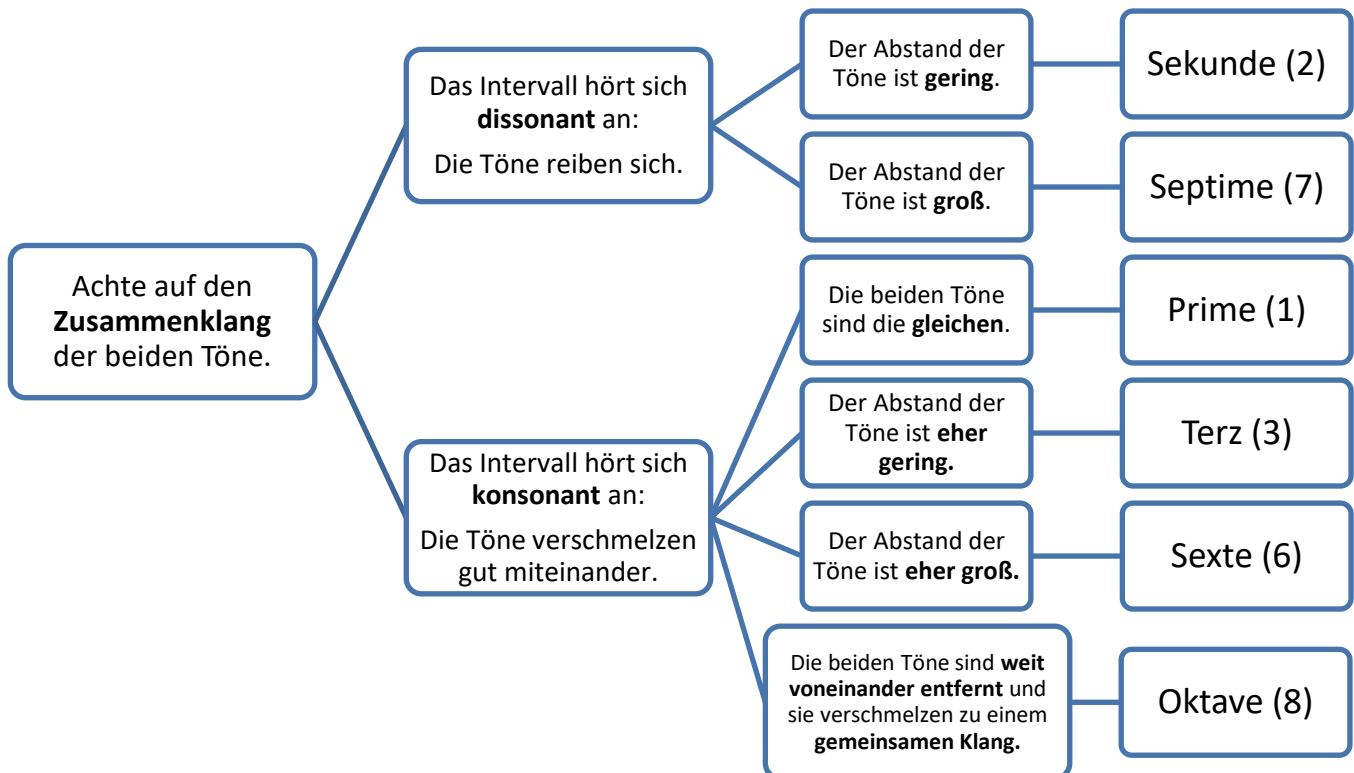 Achte auf den
Zusammenklang
der beiden Töne.
Das Intervall hört sich
dissonant an:
Die Töne reiben sich.
Der Abstand der
Töne ist gering.
Sekunde (2)
Der Abstand der
Töne ist groß.
Septime (7)
Das Intervall hört sich
konsonant an:
Die Töne verschmelzen
gut miteinander.
Die beiden Töne
sind die gleichen.
Prime (1)
Der Abstand der
Töne ist eher
gering.
Terz (3)
Der Abstand der
Töne ist eher groß.
Sexte (6)
Die beiden Töne sind weit
voneinander entfernt und
sie verschmelzen zu einem
gemeinsamen Klang.
Oktave (8)